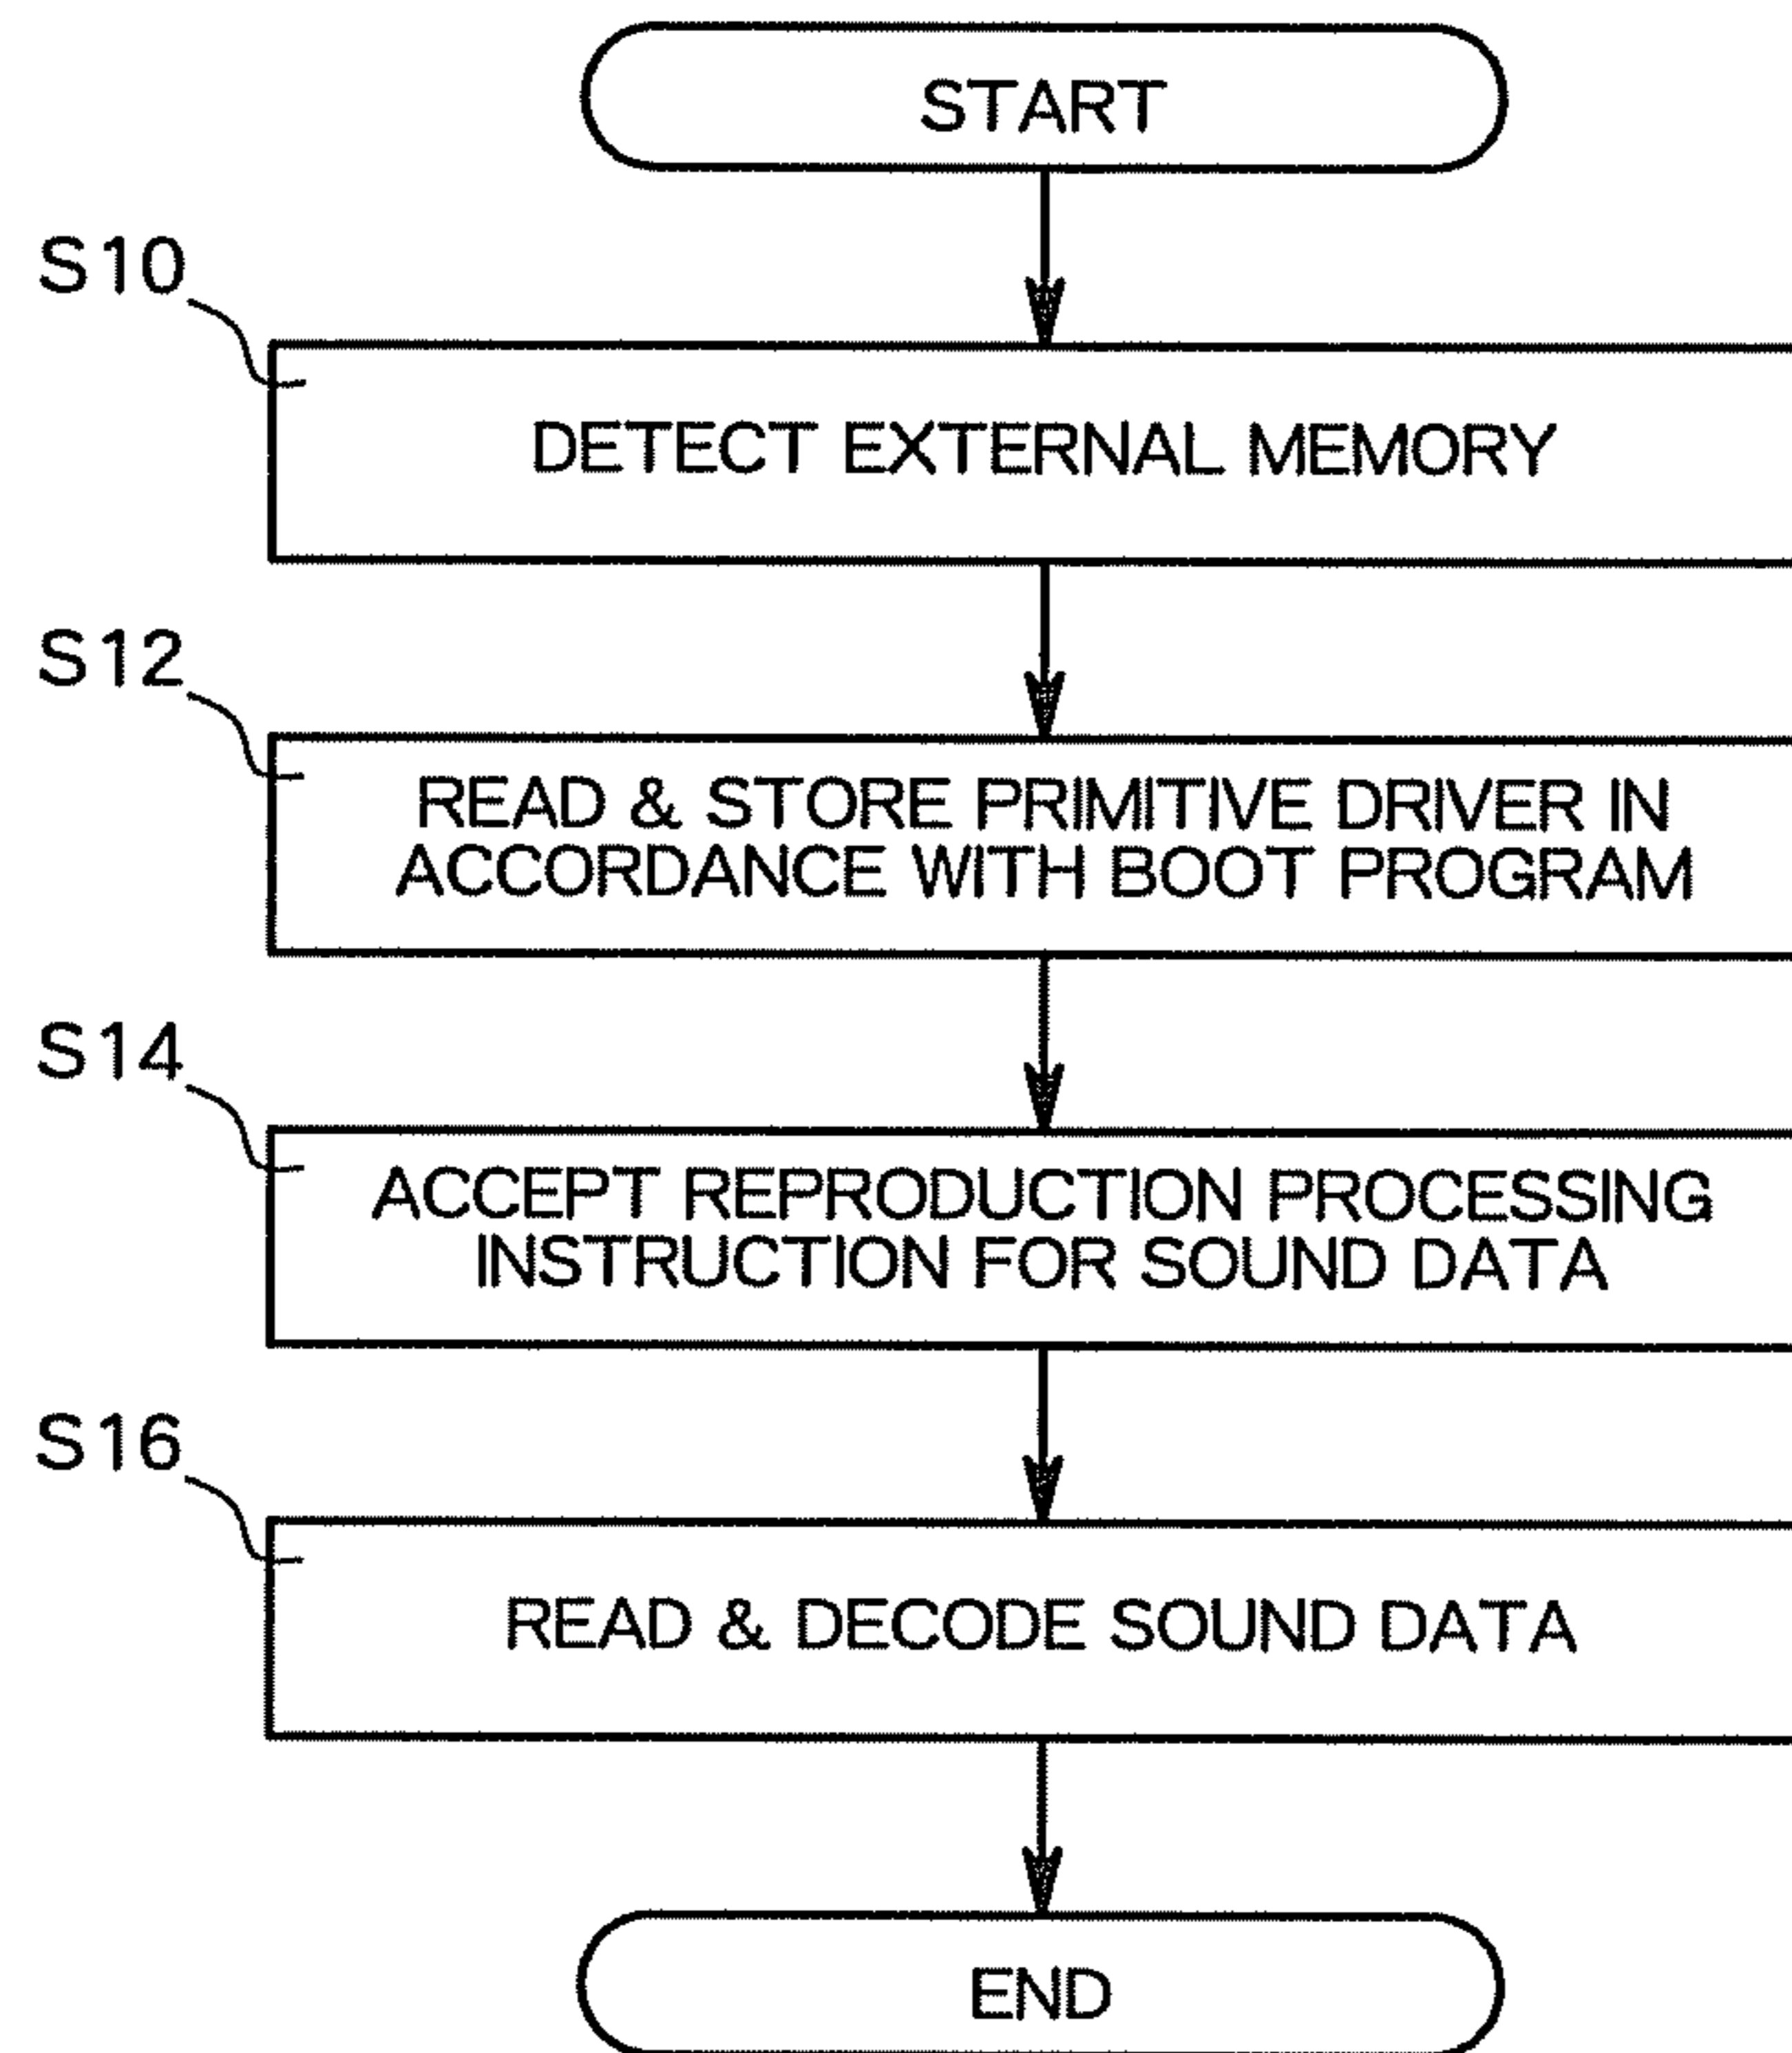 START
S10
DETECT EXTERNAL MEMORY
S12
READ & STORE PRIMITIVE DRIVER IN
ACCORDANCE WITH BOOT PROGRAM
S14
ACCEPT REPRODUCTION PROCESSING
INSTRUCTION FOR SOUND DATA
S16
READ & DECODE SOUND DATA
END